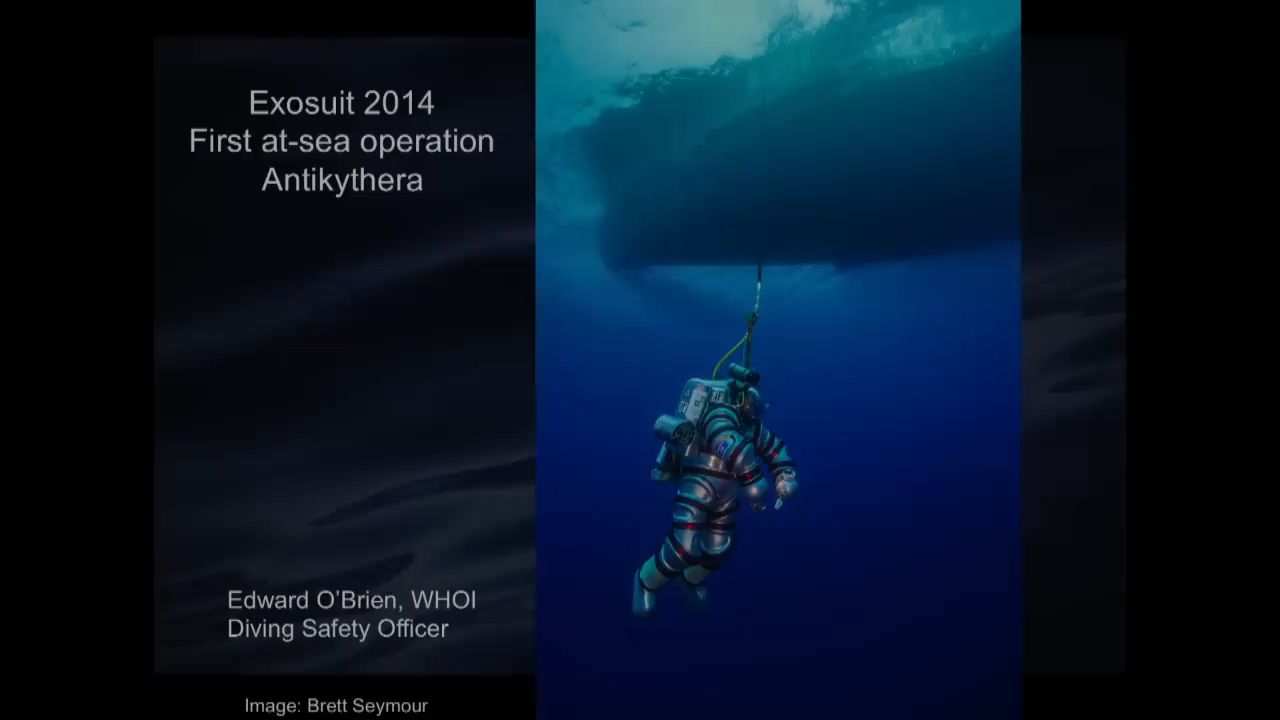 Exosuit 2014
First at-sea operation
Antikythera
Edward O’Brien, WHOI
Diving Safety Officer
Image: Brett Seymour